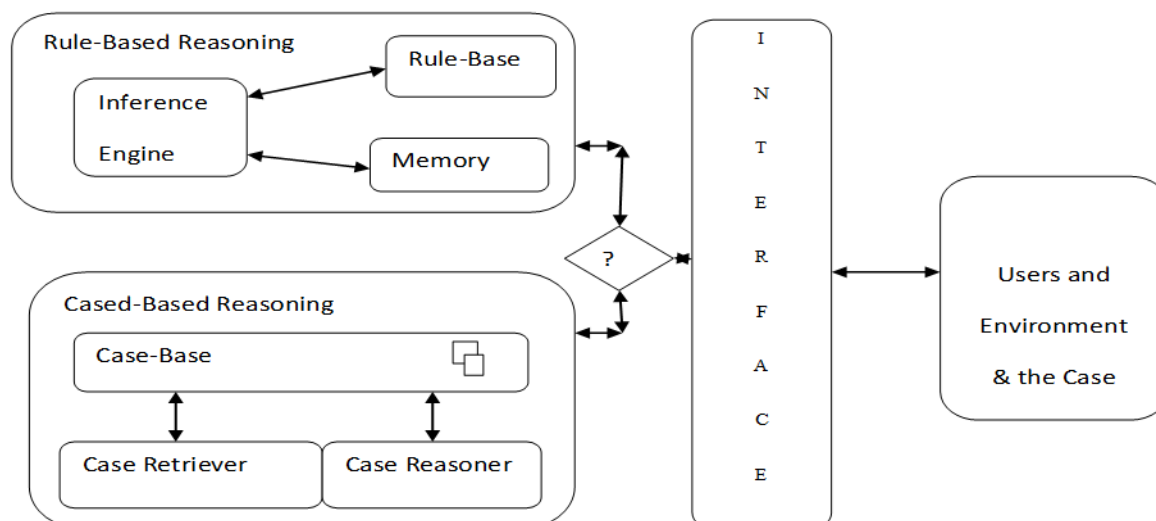 Rule-Based Reasoning
Rule-Base
Inference
Engine
Memory
?
Cased-Based Reasoning
Case-Base
Case Retriever
Case Reasoner
I
N
T
E
R
F
A
C
E
Users and
Environment
& the Case